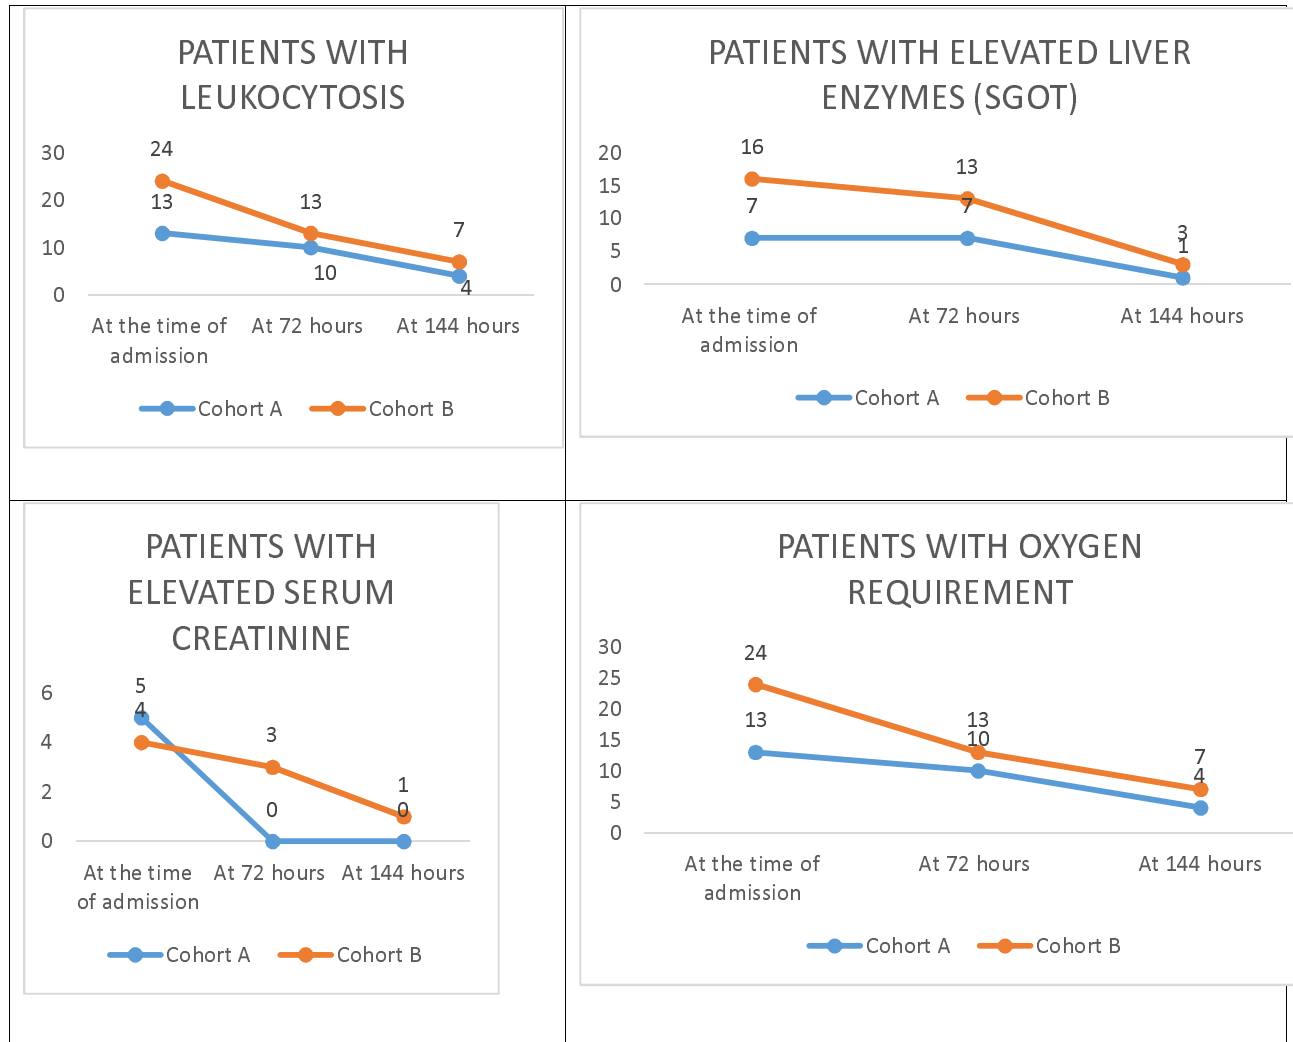 PATIENTS WITH
LEUKOCYTOSIS
30
20
10
0
24
13
7
13
10
4
At the time of
admission
At 72 hours
At 144 hours
Cohort A
Cohort B
PATIENTS WITH ELEVATED LIVER
ENZYMES (SGOT)
20
15
10
5
0
16
13
3
7
7
1
At the time of
admission
At 72 hours
At 144 hours
Cohort A
Cohort B
PATIENTS WITH
ELEVATED SERUM
CREATININE
6
4
2
0
5
4
3
0
1
0
At the time
of admission
At 72 hours
At 144 hours
Cohort A
Cohort B
PATIENTS WITH OXYGEN
REQUIREMENT
30
25
20
15
10
5
0
24
13
7
13
10
4
At the time of
admission
At 72 hours
At 144 hours
Cohort A
Cohort B